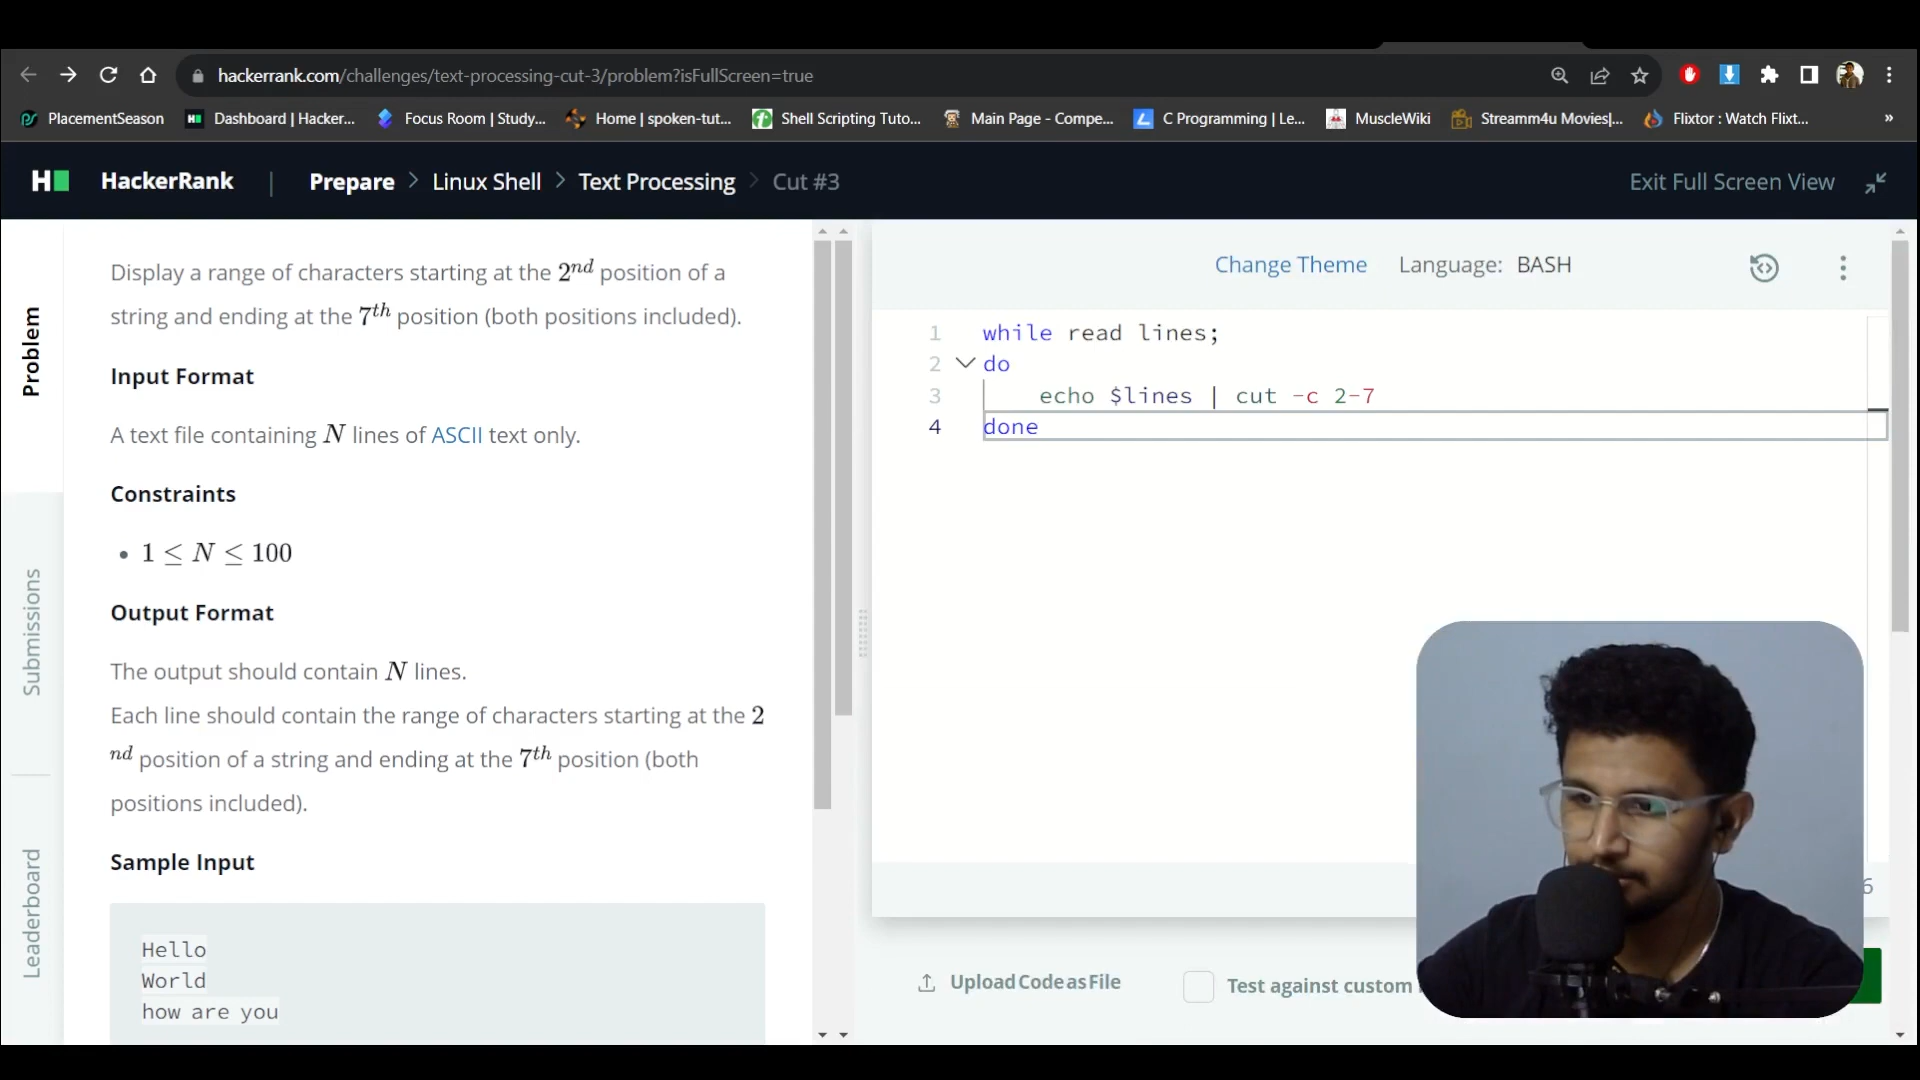 hackerrank.com/challenges/text-processing-cut-3/problem?isFullScreen=true
PlacementSeason
Dashboard | Hacker...
Focus Room | Study...
Home | spoken-tut...
Shell Scripting Tuto...
Main Page - Compe...
C Programming | Le...
MuscleWiki
Streamm4u Movies|...
Flixtor : Watch Flixt...
»
H
HackerRank | Prepare > Linux Shell > Text Processing > Cut #3
Exit Full Screen View
Problem
Submissions
Leaderboard
Display a range of characters starting at the 2nd position of a
string and ending at the 7th position (both positions included).
Input Format
A text file containing N lines of ASCII text only.
Constraints
• 1 ≤ N ≤ 100
Output Format
The output should contain N lines.
Each line should contain the range of characters starting at the 2
nd position of a string and ending at the 7th position (both
positions included).
Sample Input
Hello
World
how are you
Change Theme Language: BASH
1 while read lines;
2 do
3 echo $lines | cut -c 2-7
4 done
6
Upload Code as File
Test against custom